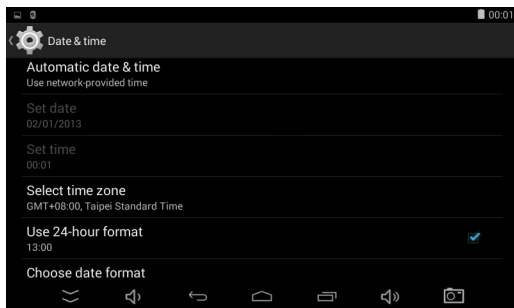 00:01
Date & time
Automatic date & time
Use network-provided time
Set date
02/01/2013
Set time
00:01
Select time zone
GMT+08:00, Taipei Standard Time
Use 24-hour format
13:00
Choose date format